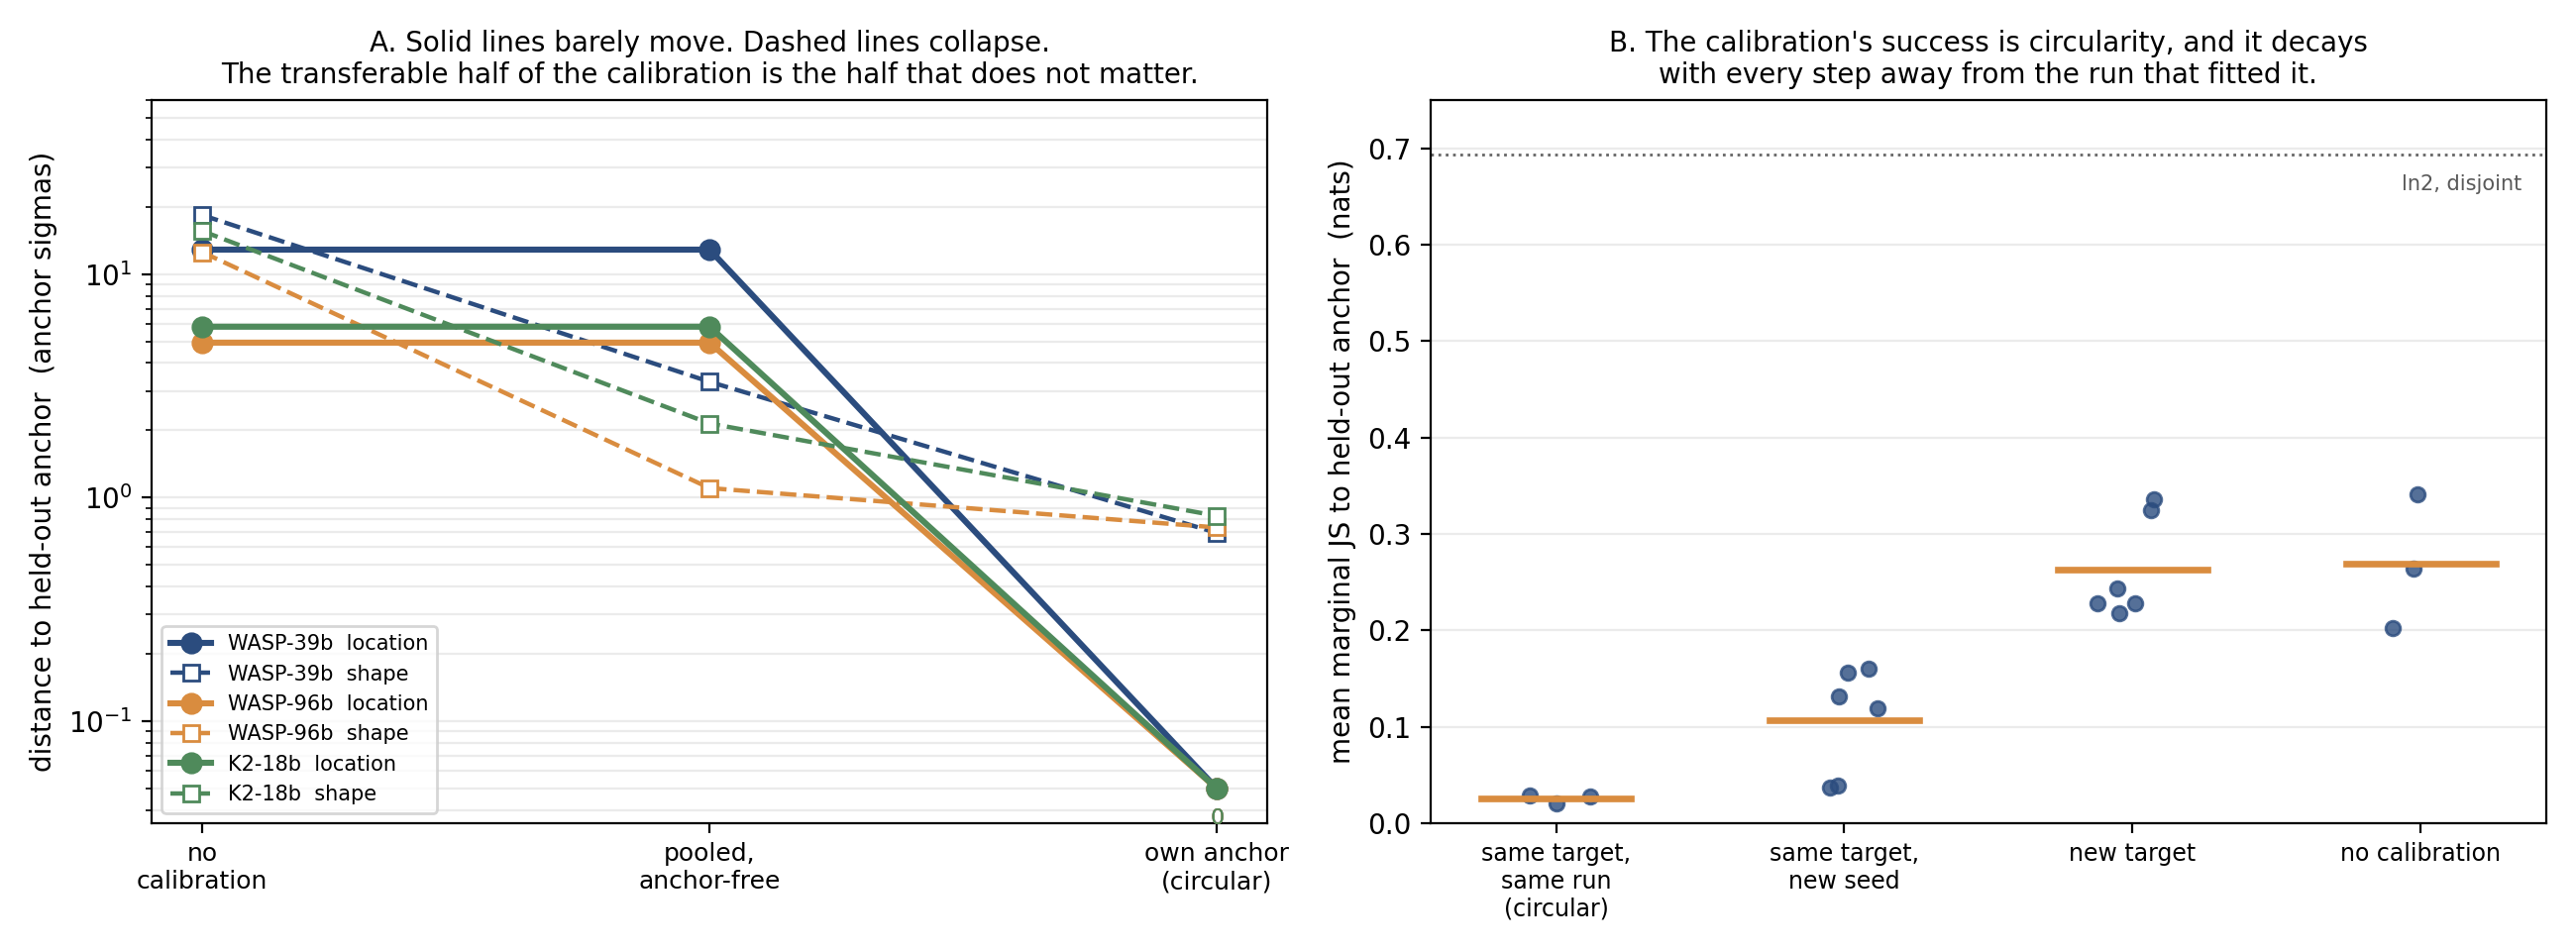 A. Solid lines barely move. Dashed lines collapse.
The transferable half of the calibration is the half that does not matter.
distance to held-out anchor (anchor sigmas)
10¹
10⁰
10⁻¹
WASP-39b location
WASP-39b shape
WASP-96b location
WASP-96b shape
K2-18b location
K2-18b shape
0
no
calibration
pooled,
anchor-free
own anchor
(circular)
B. The calibration's success is circularity, and it decays
with every step away from the run that fitted it.
mean marginal JS to held-out anchor (nats)
0.7
0.6
0.5
0.4
0.3
0.2
0.1
0.0
ln2, disjoint
same target,
same run
(circular)
same target,
new seed
new target
no calibration